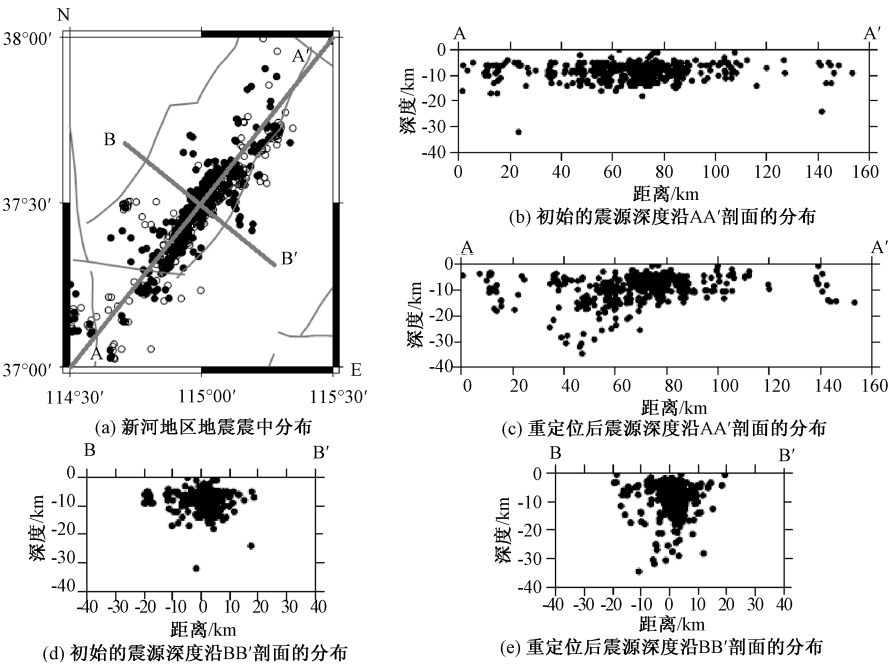 N
38°00′
37°30′
37°00′
A′
B
B′
A
E
114°30′
115°00′
115°30′
(a) 新河地区地震震中分布
A
A′
0
-10
-20
-30
-40
深度/km
0
20
40
60
80
100
120
140
160
距离/km
(b) 初始的震源深度沿AA′剖面的分布
A
A′
0
-10
-20
-30
-40
深度/km
0
20
40
60
80
100
120
140
160
距离/km
(c) 重定位后震源深度沿AA′剖面的分布
B
B′
0
-10
-20
-30
-40
深度/km
-40
-30
-20
-10
0
10
20
30
40
距离/km
(d) 初始的震源深度沿BB′剖面的分布
B
B′
0
-10
-20
-30
-40
深度/km
-40
-30
-20
-10
0
10
20
30
40
距离/km
(e) 重定位后震源深度沿BB′剖面的分布